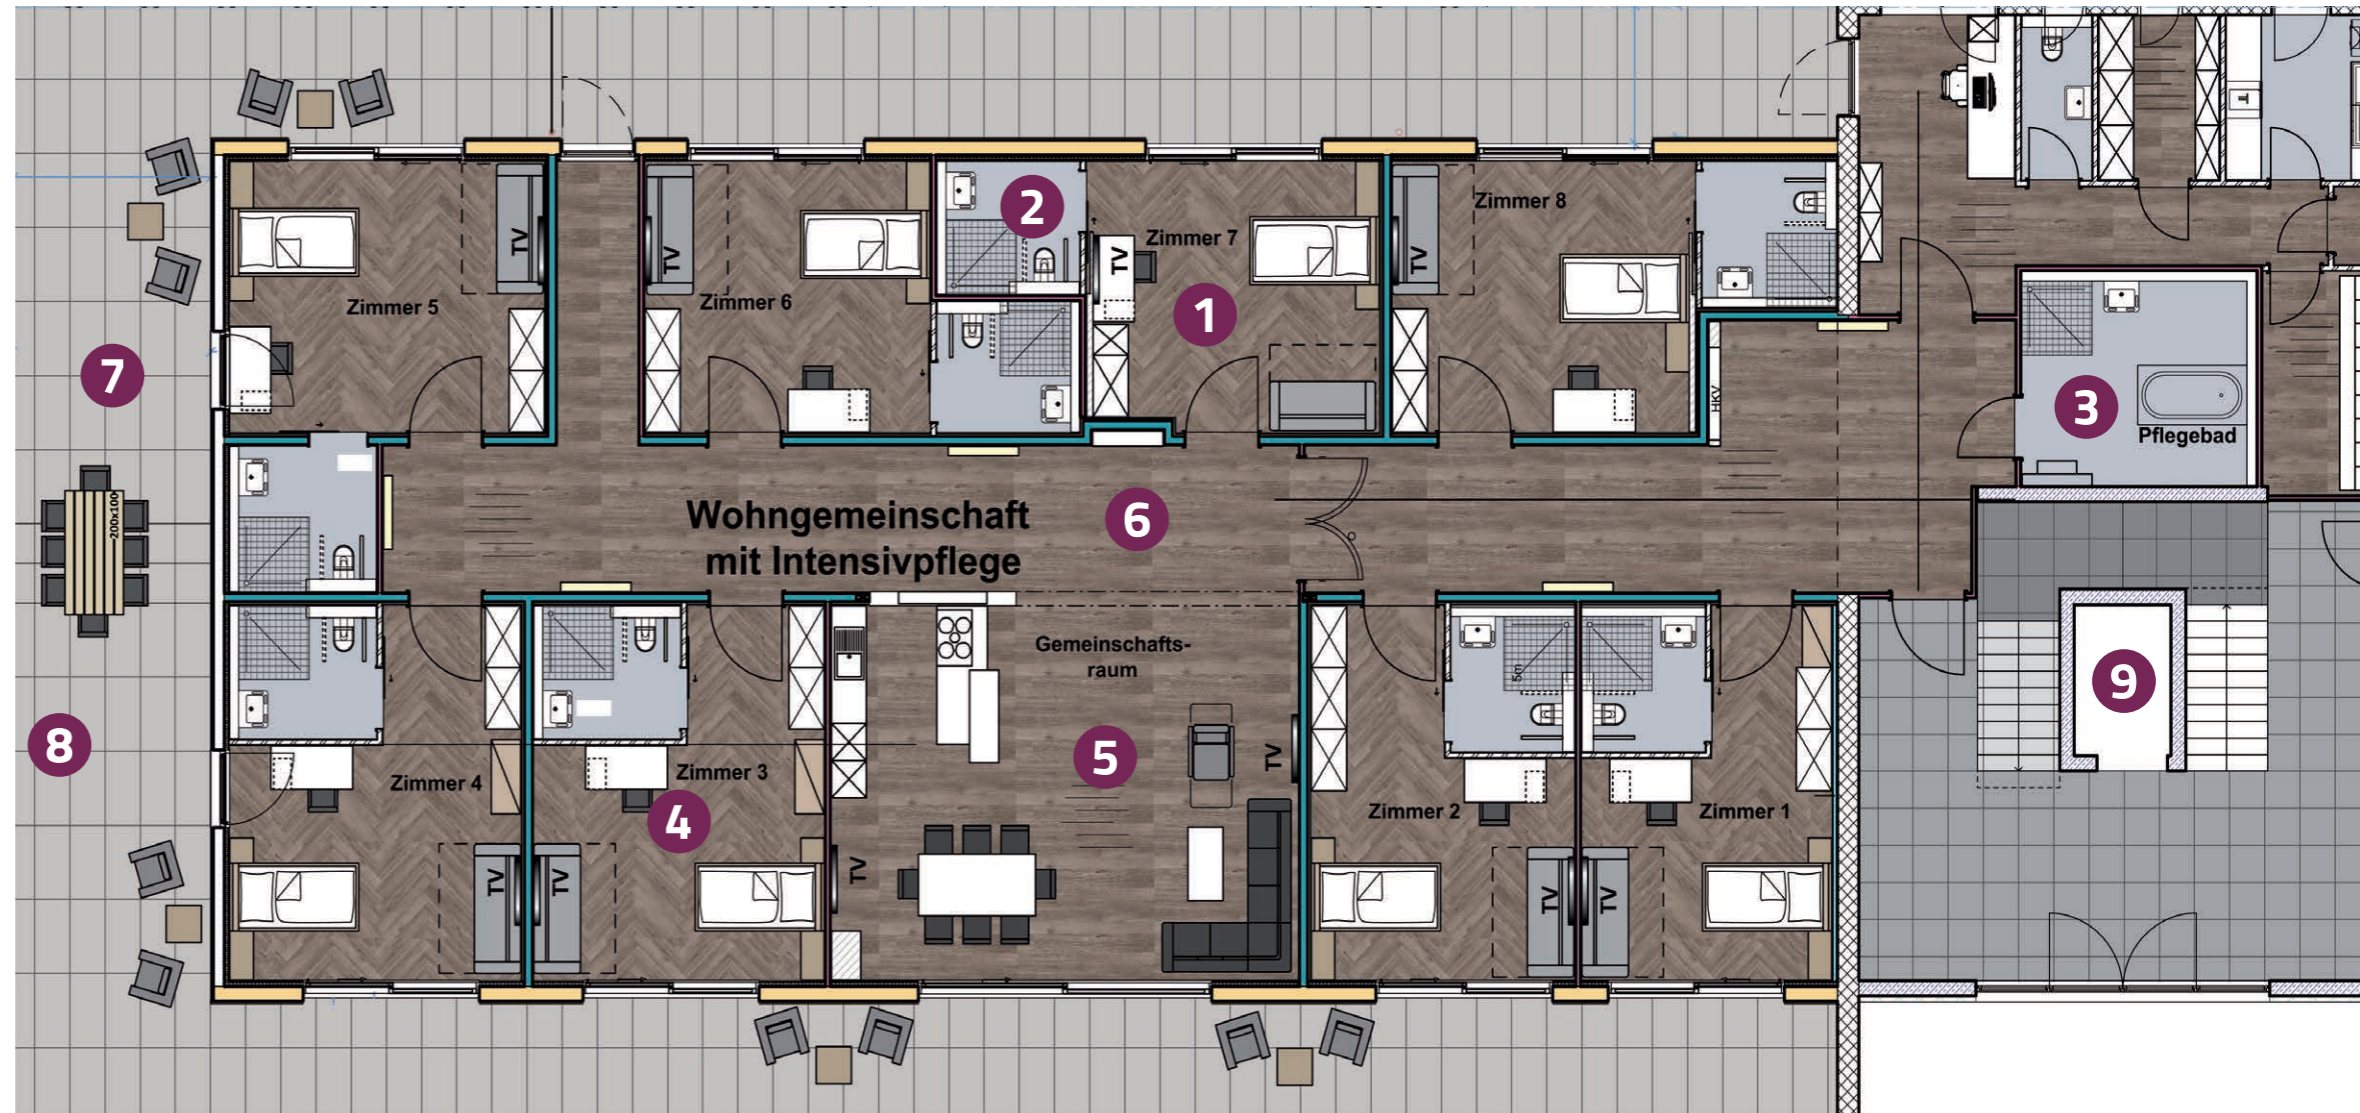 2
Zimmer 8
TV
TV
TV
Zimmer 7
TV
TV
Zimmer 5
Zimmer 6
1
7
HKV
3
Pflegebad
200x100
Wohngemeinschaft
mit Intensivpflege
6
Gemeinschafts-
raum
5m
9
8
5
TV
Zimmer 4
Zimmer 3
4
Zimmer 2
Zimmer 1
TV
TV
TV
TV
TV